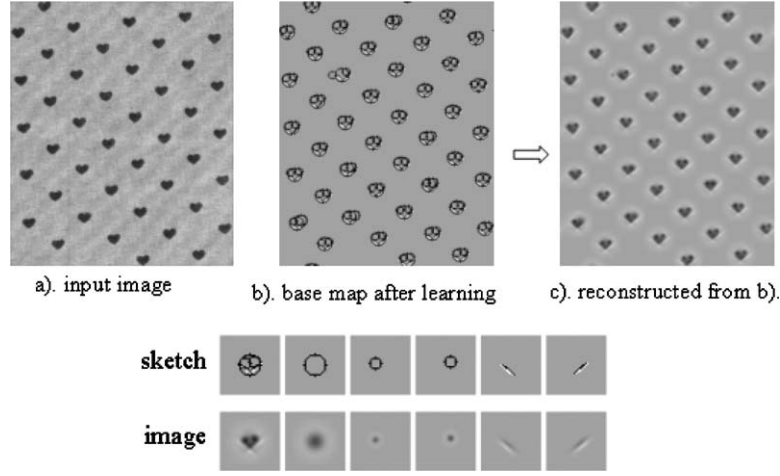 a). input image
b). base map after learning
c). reconstructed from b).
sketch
image